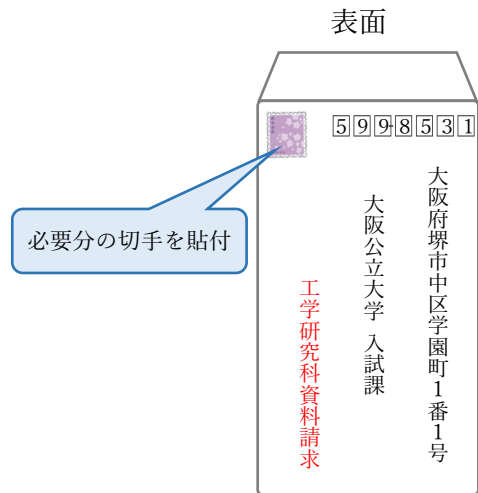 表面
599-8531
大阪府堺市中区学園町1番1号
大阪公立大学 入試課
工学研究科資料請求
必要分の切手を貼付